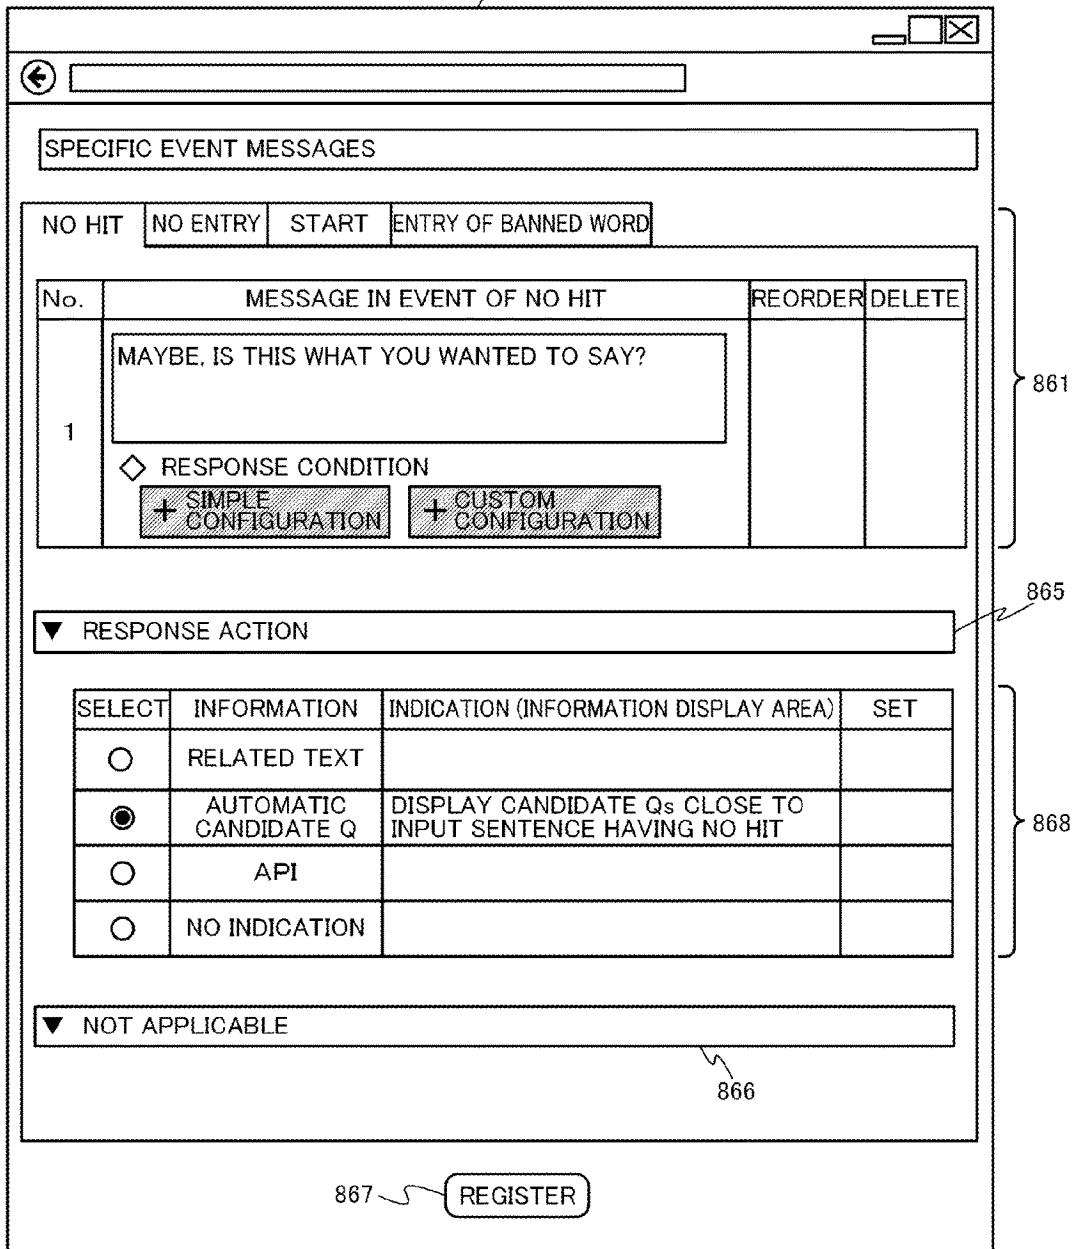 SPECIFIC EVENT MESSAGES
NO HIT NO ENTRY START ENTRY OF BANNED WORD
No. MESSAGE IN EVENT OF NO HIT REORDER DELETE
MAYBE, IS THIS WHAT YOU WANTED TO SAY?
861
1
RESPONSE CONDITION
+ SIMPLE CONFIGURATION
+ CUSTOM CONFIGURATION
865
▼ RESPONSE ACTION
SELECT INFORMATION INDICATION (INFORMATION DISPLAY AREA) SET
RELATED TEXT
AUTOMATIC CANDIDATE Q
DISPLAY CANDIDATE Qs CLOSE TO
INPUT SENTENCE HAVING NO HIT
868
API
NO INDICATION
▼ NOT APPLICABLE
866
867 REGISTER